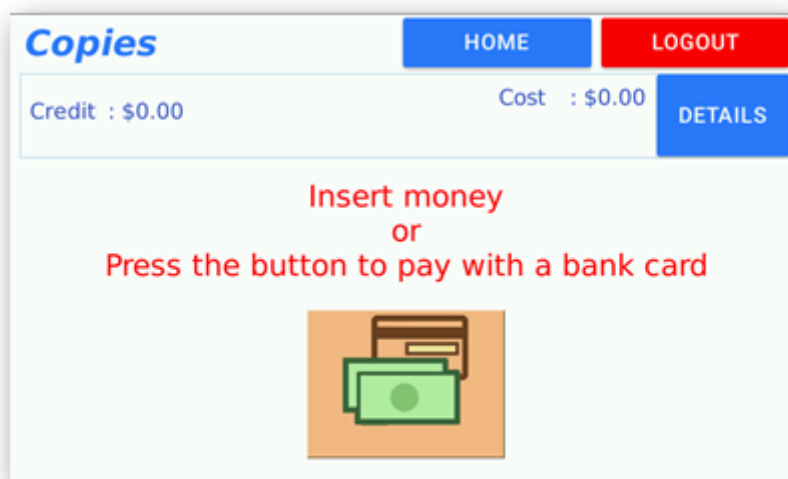 Copies
HOME
LOGOUT
Credit : $0.00
Cost : $0.00
DETAILS
Insert money
or
Press the button to pay with a bank card